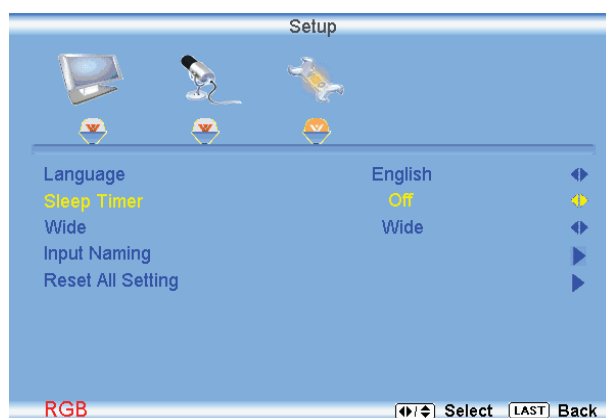 Setup
Language English
Sleep Timer Off
Wide Wide
Input Naming
Reset All Setting
RGB Select LAST Back